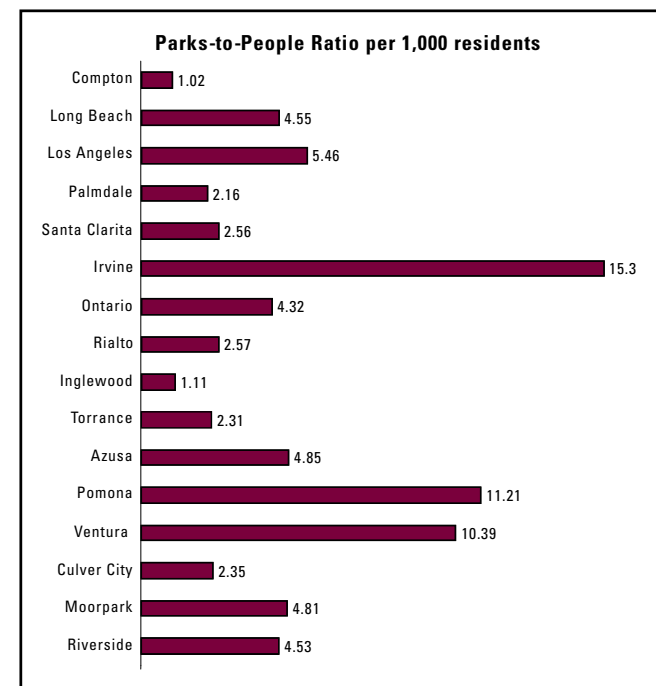 Parks-to-People Ratio per 1,000 residents
Compton 1.02
Long Beach 4.55
Los Angeles 5.46
Palmdale 2.16
Santa Clarita 2.56
Irvine 15.3
Ontario 4.32
Rialto 2.57
Inglewood 1.11
Torrance 2.31
Azusa 4.85
Pomona 11.21
Ventura 10.39
Culver City 2.35
Moorpark 4.81
Riverside 4.53